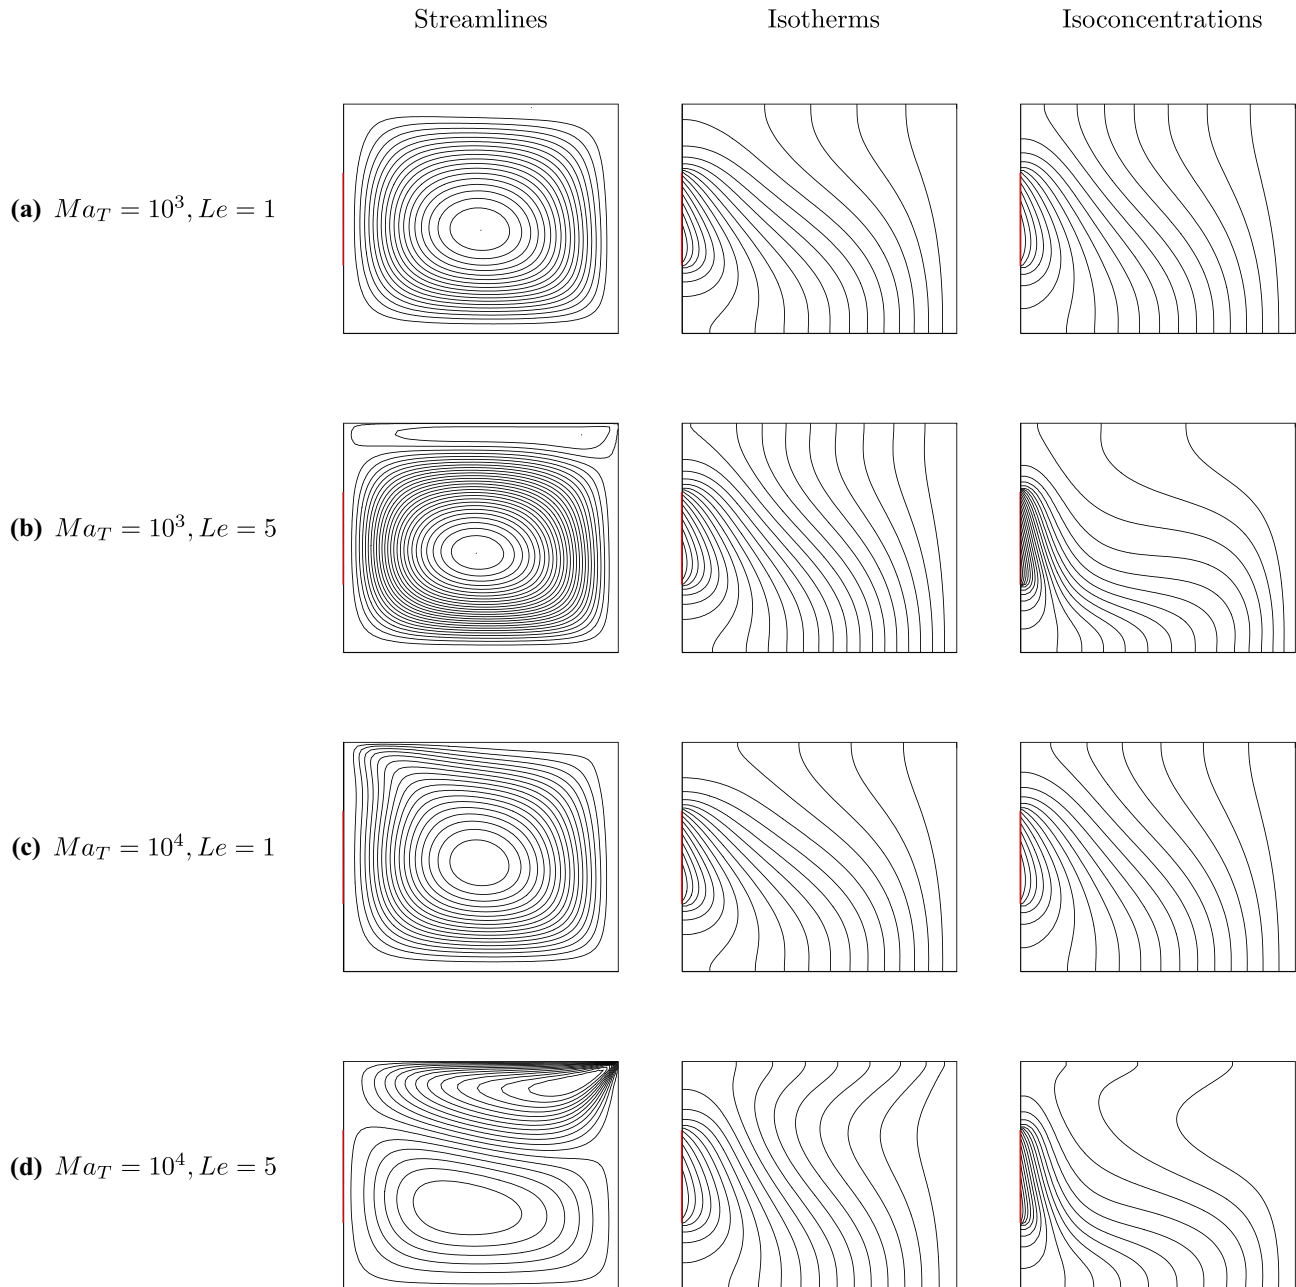 Streamlines Isotherms Isoconcentrations
(a) Ma_T = 10^3, Le = 1
(b) Ma_T = 10^3, Le = 5
(c) Ma_T = 10^4, Le = 1
(d) Ma_T = 10^4, Le = 5